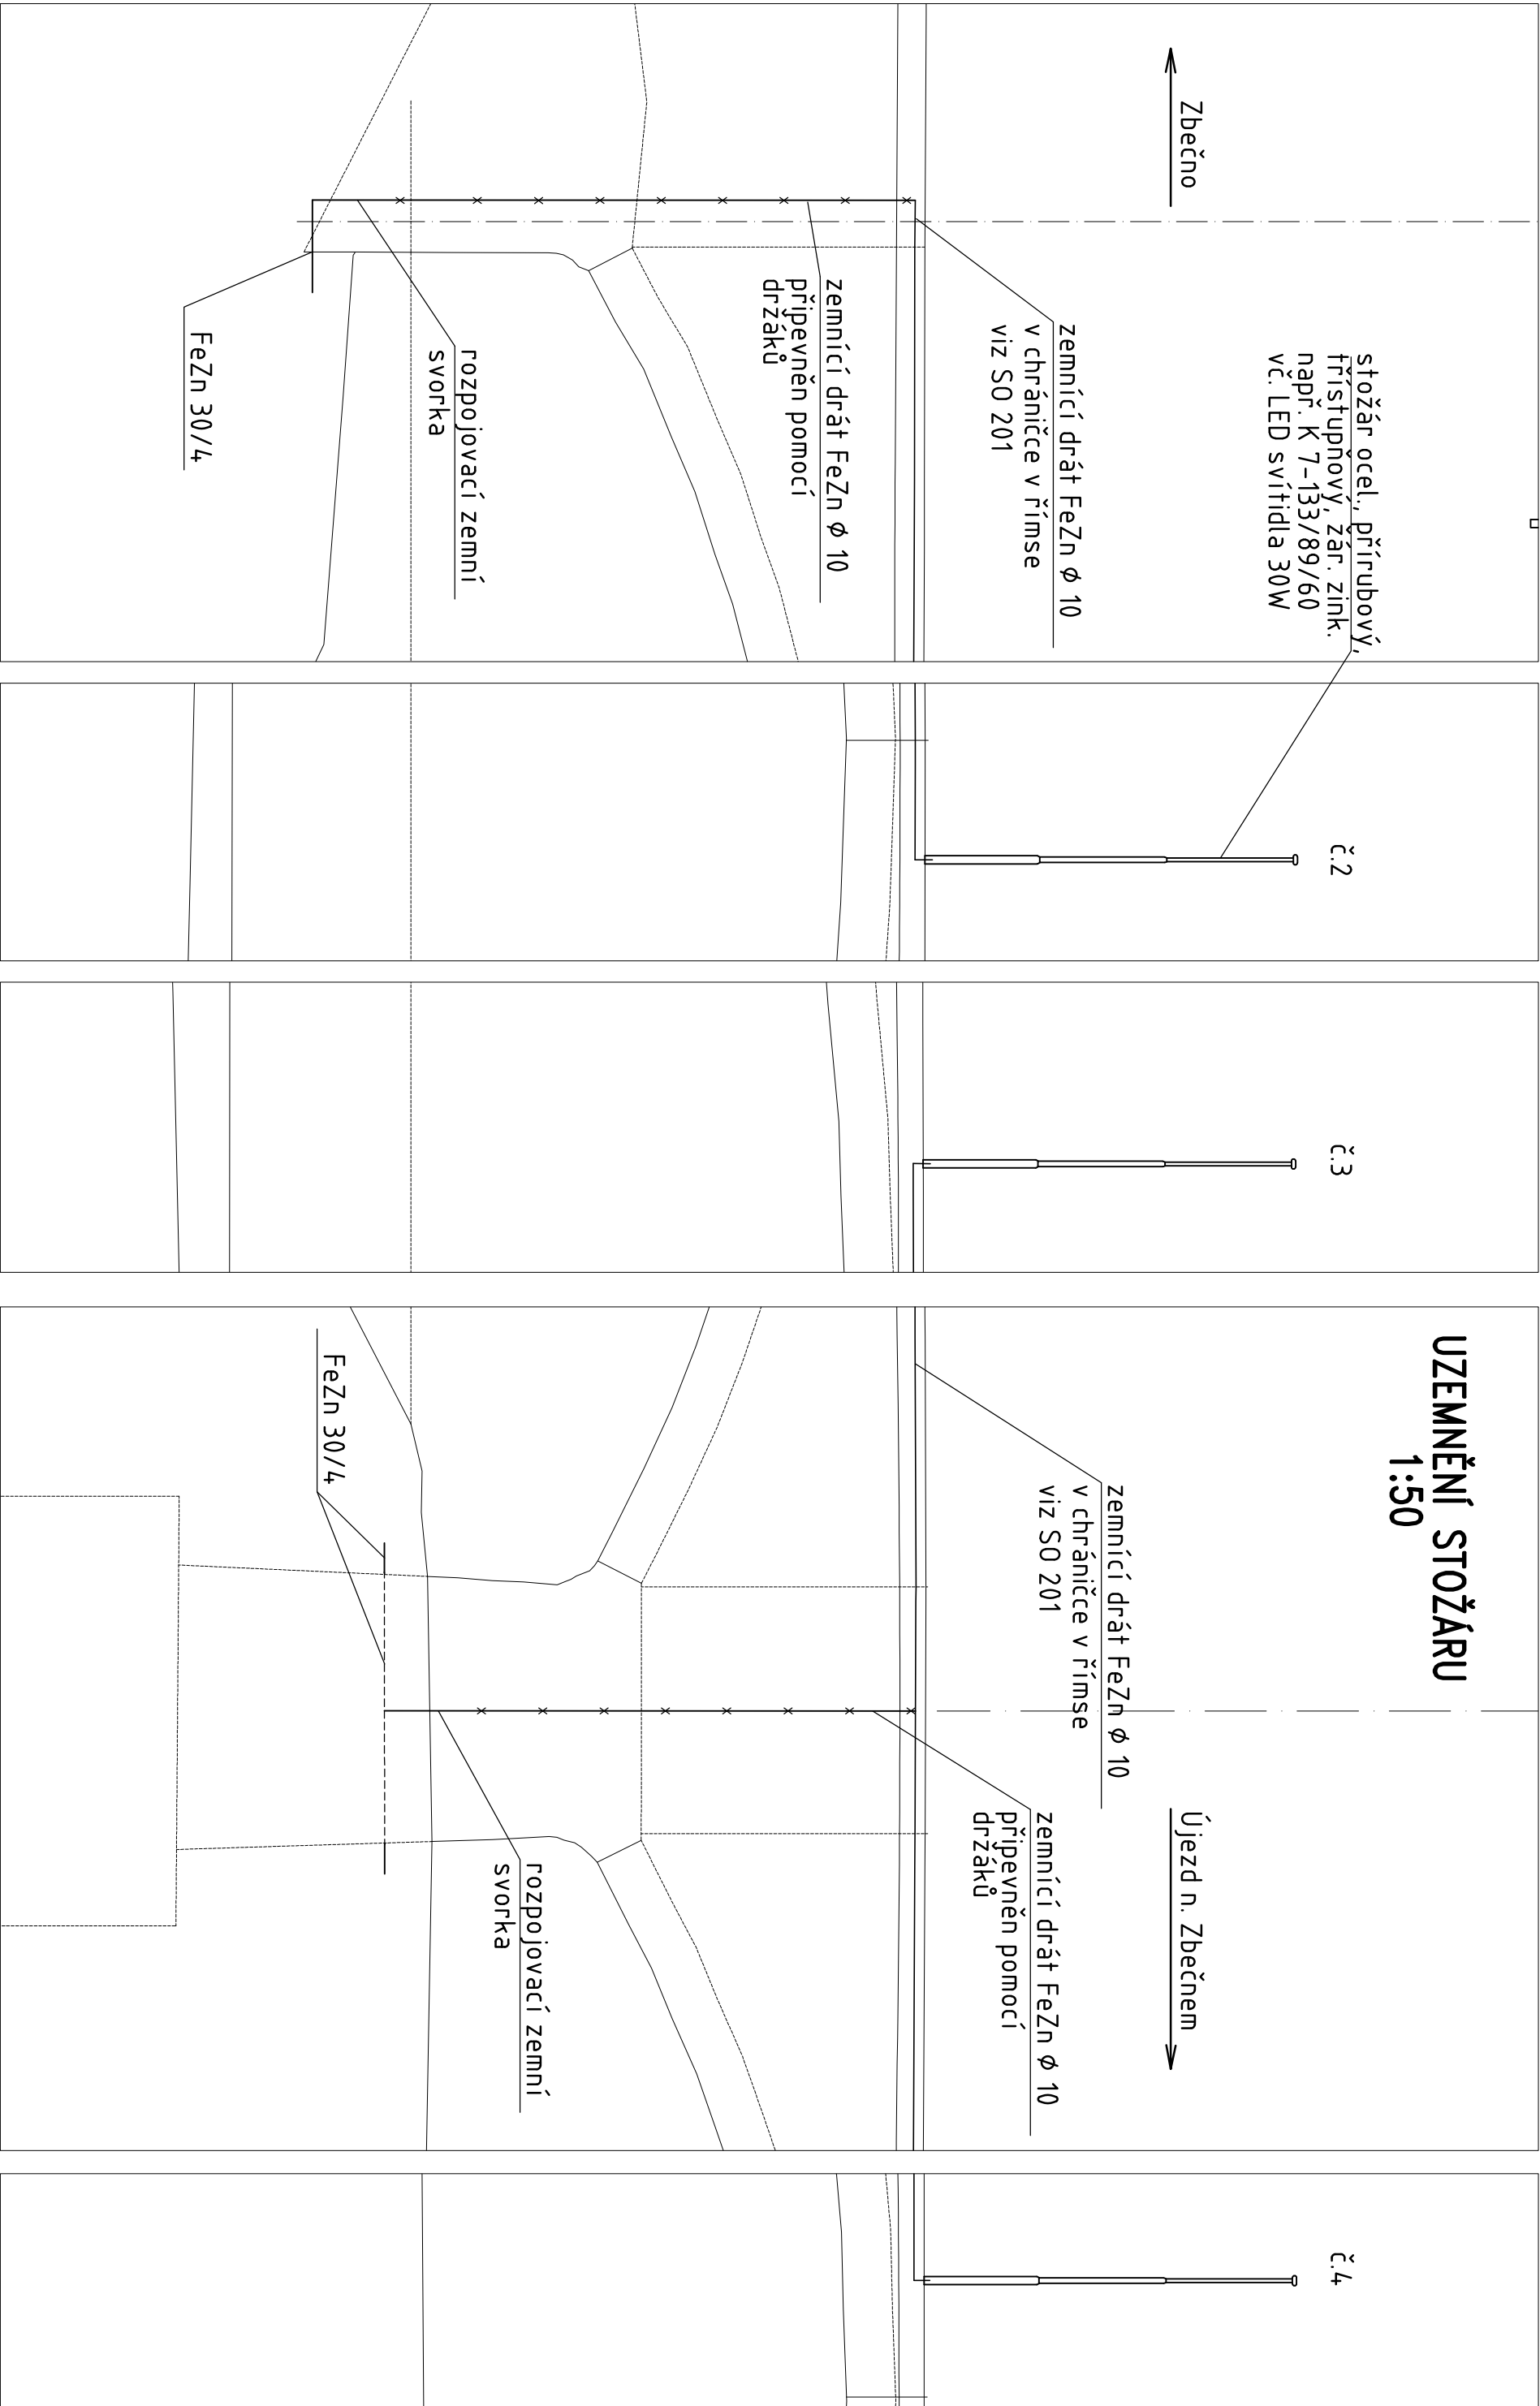 UZEMNĚNÍ STOŽÁRU
1:50
Zbečno
stožár ocel., přírubový,
třístupňový, žár. zink.
např. K 7-133/89/60
vč. LED svítidla 30W
zemnící drát FeZn ϕ 10
v chráničce v římse
viz SO 201
zemnící drát FeZn ϕ 10
připevněn pomocí
držáků
rozpojovací zemní
svorka
FeZn 30/4
č.2
č.3
Újezd n. Zbečnem
zemnící drát FeZn ϕ 10
v chráničce v římse
viz SO 201
zemnící drát FeZn ϕ 10
připevněn pomocí
držáků
rozpojovací zemní
svorka
FeZn 30/4
č.4